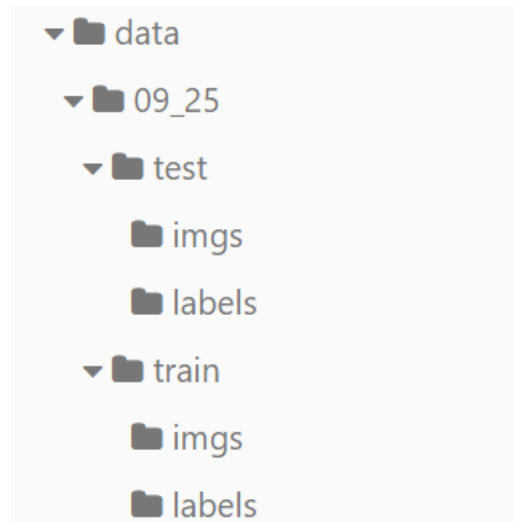 data
09_25
test
imgs
labels
train
imgs
labels